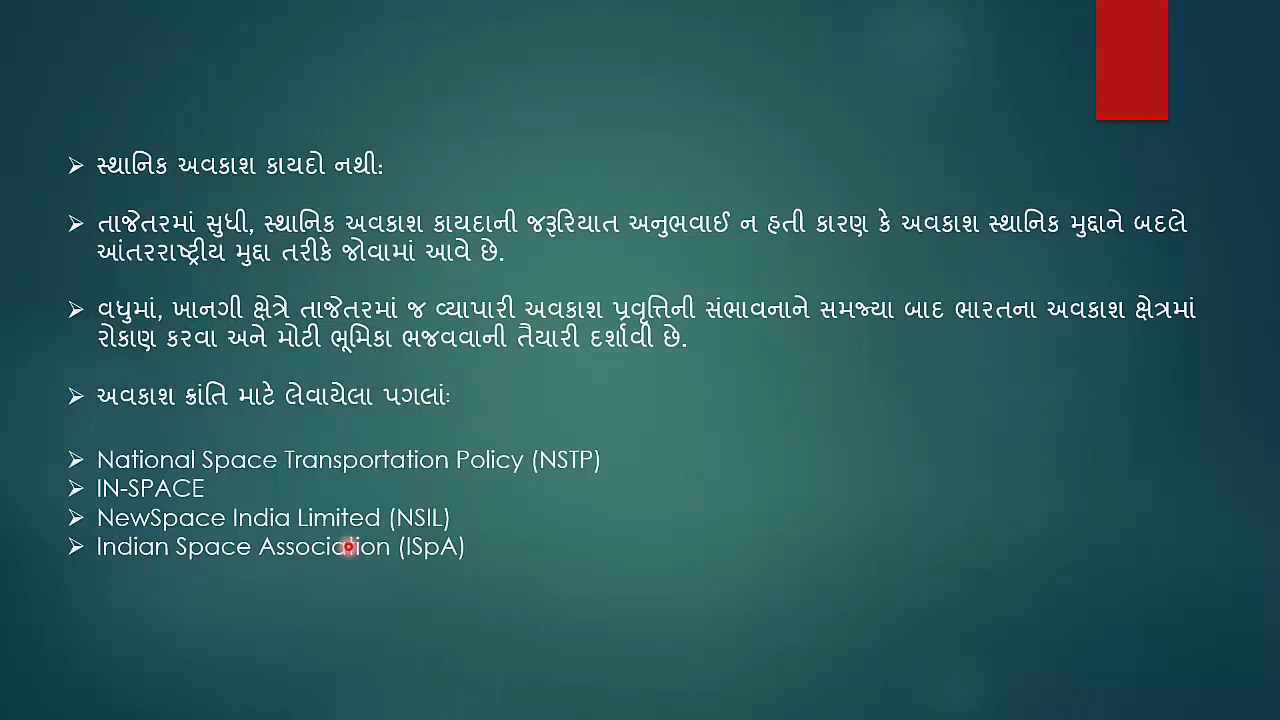 સ્થાનિક અવકાશ કાયદો નથી:
તાજેતરમાં સુધી, સ્થાનિક અવકાશ કાયદાની જરૂરિયાત અનુભવાઈ ન હતી કારણ કે અવકાશ સ્થાનિક મુદ્દાને બદલે
આંતરરાષ્ટ્રીય મુદ્દા તરીકે જોવામાં આવે છે.
વધુમાં, ખાનગી ક્ષેત્રે તાજેતરમાં જ વ્યાપારી અવકાશ પ્રવૃત્તિની સંભાવનાને સમજ્યા બાદ ભારતના અવકાશ ક્ષેત્રમાં
રોકાણ કરવા અને મોટી ભૂમિકા ભજવવાની તૈયારી દર્શાવી છે.
અવકાશ ક્રાંતિ માટે લેવાયેલા પગલાં:
National Space Transportation Policy (NSTP)
IN-SPACE
NewSpace India Limited (NSIL)
Indian Space Association (ISpA)